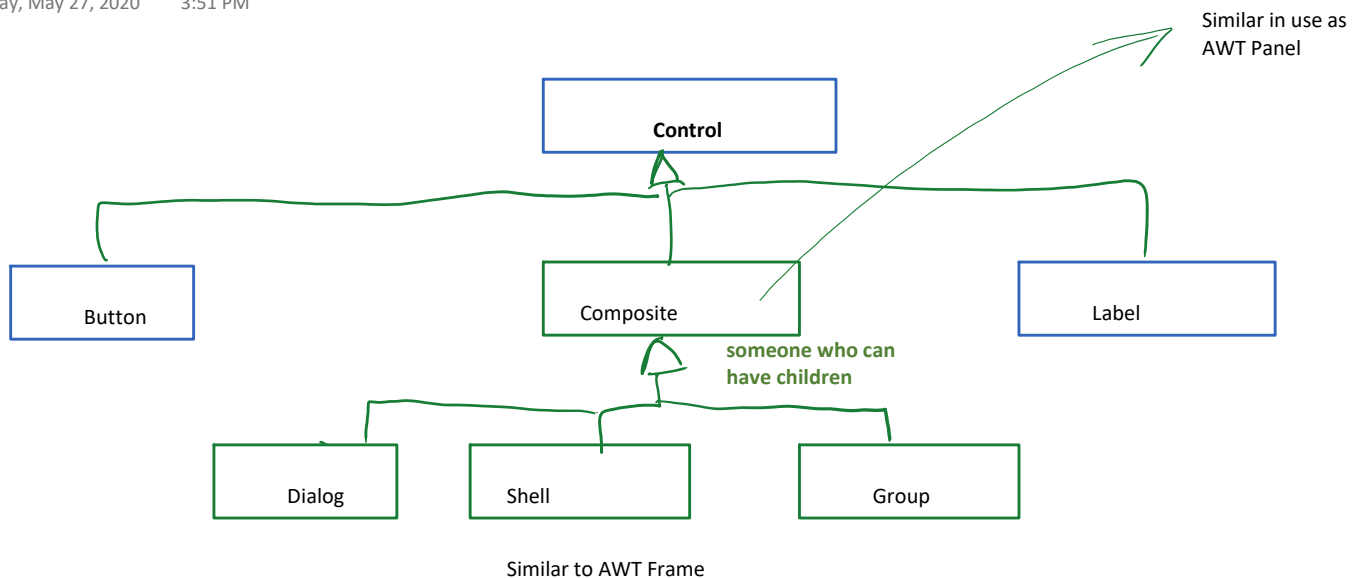 May 27, 2020 3:51 PM
Similar in use as
AWT Panel
Control
Button
Composite
Label
someone who can
have children
Dialog
Shell
Group
Similar to AWT Frame